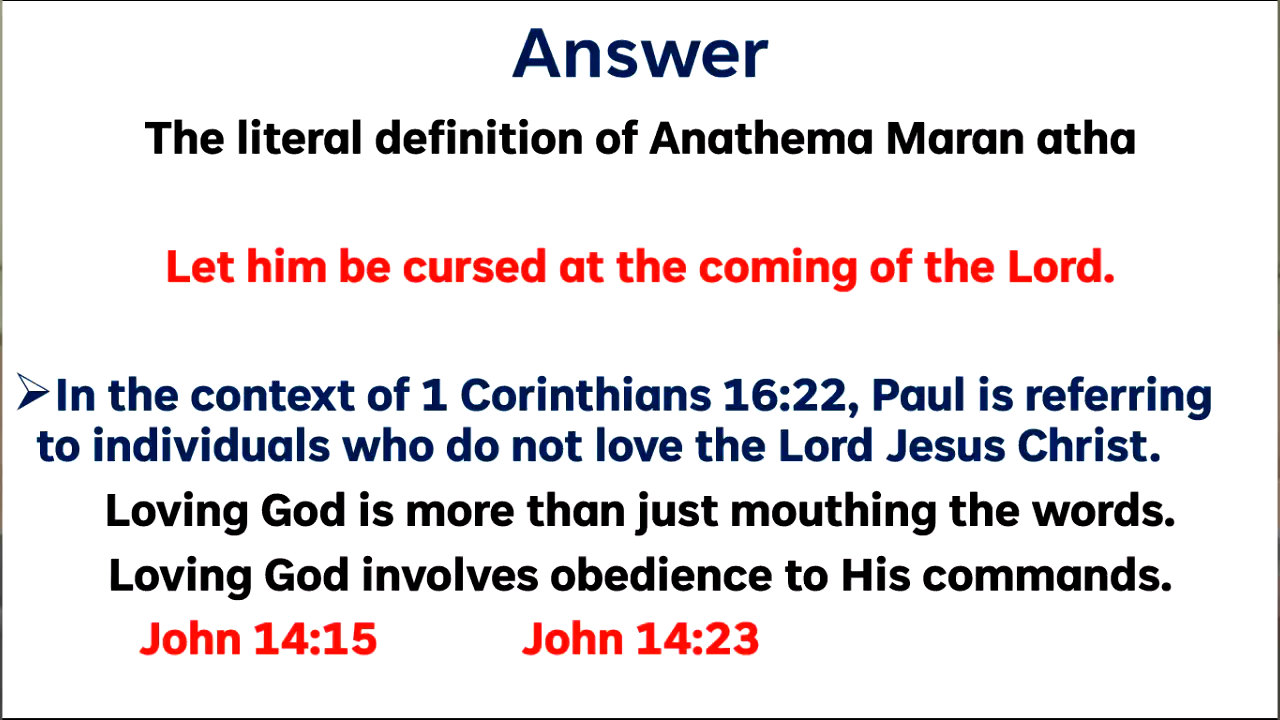 Answer
The literal definition of Anathema Maran atha
Let him be cursed at the coming of the Lord.
➢In the context of 1 Corinthians 16:22, Paul is referring
to individuals who do not love the Lord Jesus Christ.
Loving God is more than just mouthing the words.
Loving God involves obedience to His commands.
John 14:15 John 14:23